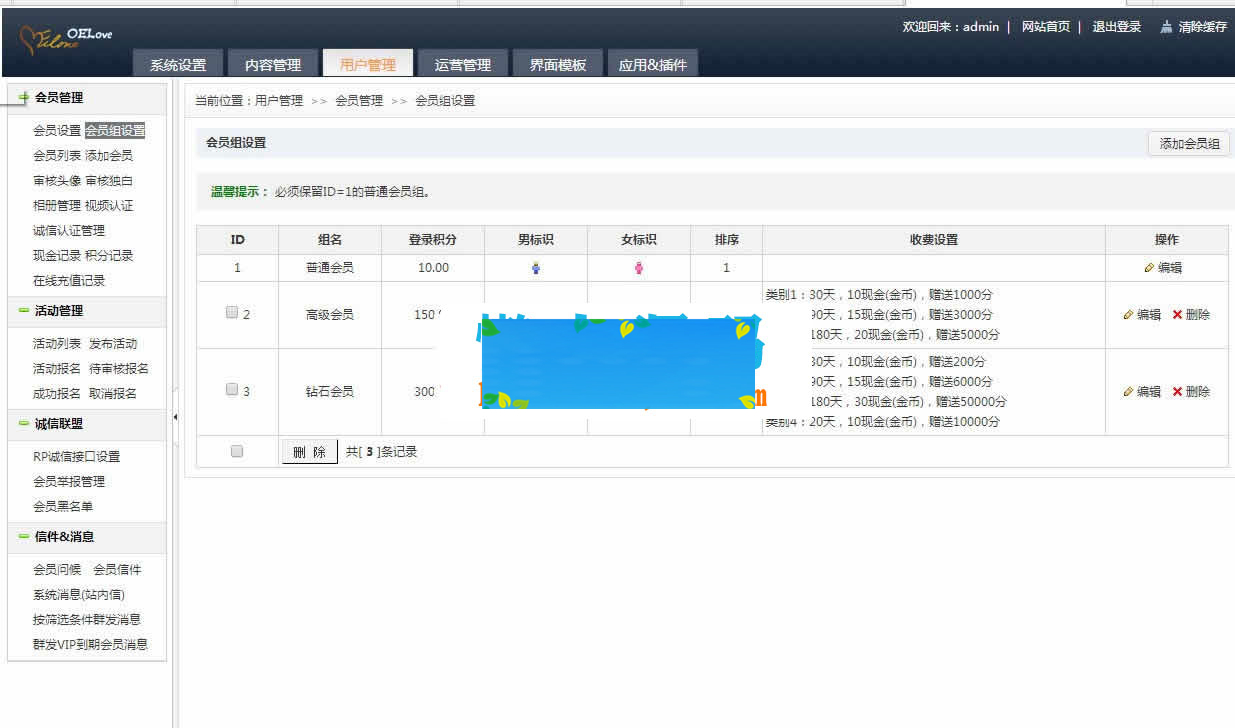 OELove
欢迎回来：admin | 网站首页 | 退出登录 清除缓存
系统设置 内容管理 用户管理 运营管理 界面模板 应用&插件
会员管理
会员设置 会员组设置
会员列表 添加会员
审核头像 审核独白
相册管理 视频认证
诚信认证管理
现金记录 积分记录
在线充值记录
活动管理
活动列表 发布活动
活动报名 待审核报名
成功报名 取消报名
诚信联盟
RP诚信接口设置
会员举报管理
会员黑名单
信件&消息
会员问候 会员信件
系统消息(站内信)
按筛选条件群发消息
群发VIP到期会员消息
当前位置：用户管理 >> 会员管理 >> 会员组设置
会员组设置 添加会员组
温馨提示： 必须保留ID=1的普通会员组。
ID 组名 登录积分 男标识 女标识 排序 收费设置 操作
1 普通会员 10.00 1 编辑
2 高级会员 150 编辑 删除
类别1：30天，10现金(金币)，赠送1000分
90天，15现金(金币)，赠送3000分
180天，20现金(金币)，赠送5000分
3 钻石会员 300 编辑 删除
30天，10现金(金币)，赠送200分
90天，15现金(金币)，赠送6000分
180天，30现金(金币)，赠送50000分
类别4：20天，10现金(金币)，赠送10000分
删 除 共[ 3 ]条记录